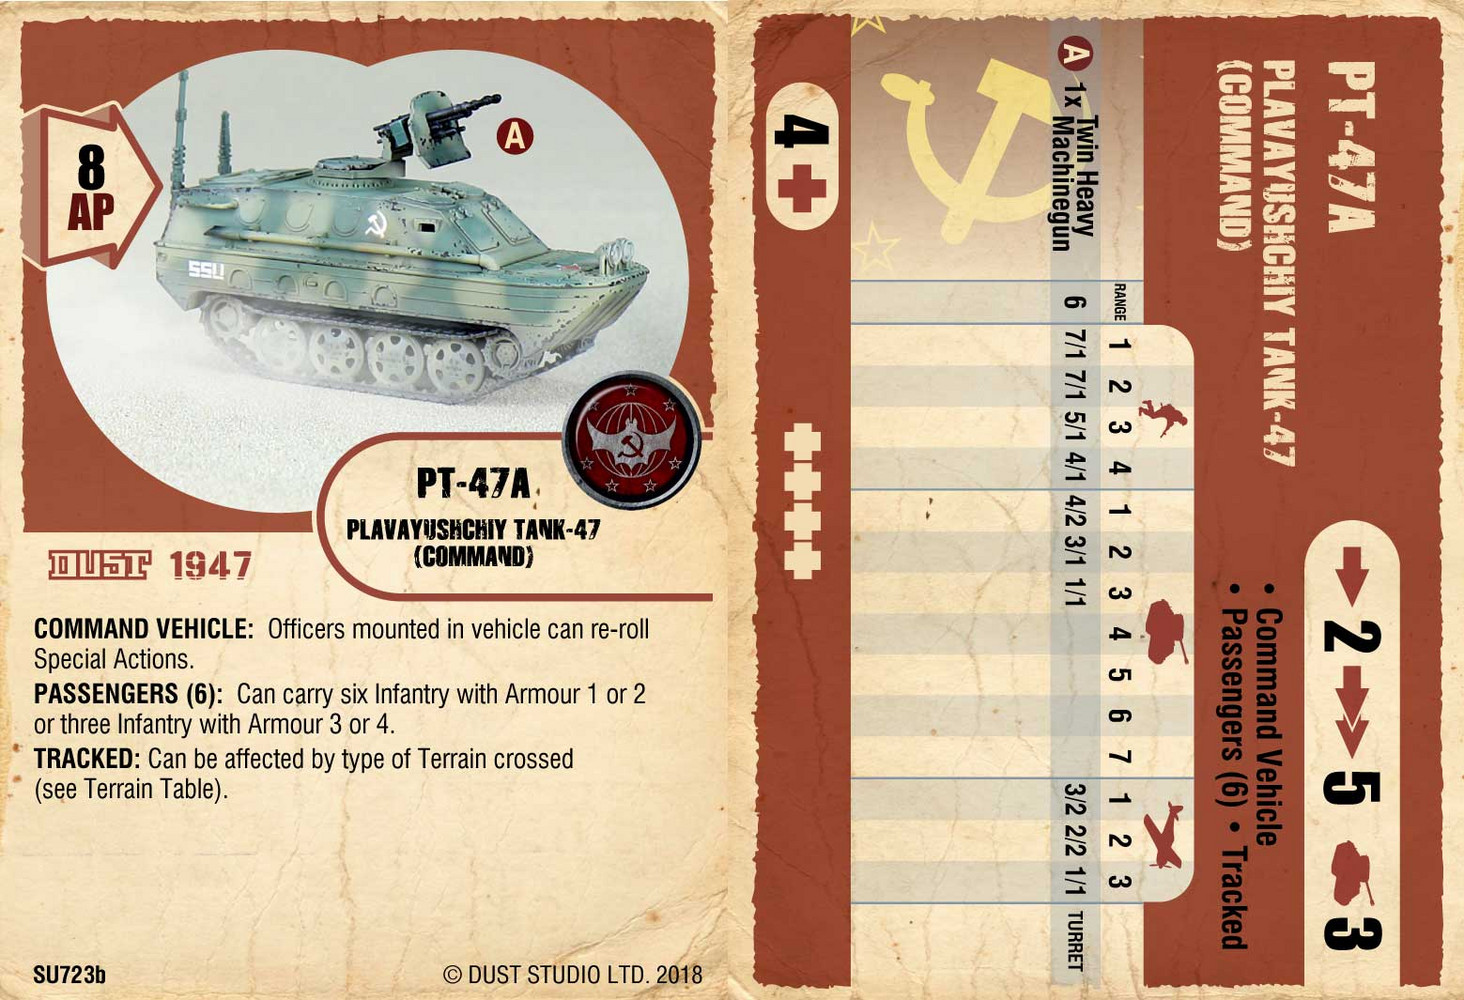 8
AP
A
SSU
PT-47A
PLAVAYUSHCHIY TANK-47
(COMMAND)
DUST 1947
COMMAND VEHICLE: Officers mounted in vehicle can re-roll
Special Actions.
PASSENGERS (6): Can carry six Infantry with Armour 1 or 2
or three Infantry with Armour 3 or 4.
TRACKED: Can be affected by type of Terrain crossed
(see Terrain Table).
SU723b
© DUST STUDIO LTD. 2018
PT-47A
PLAVAYUSHCHIY TANK-47
(COMMAND)
2 5 3
• Command Vehicle
• Passengers (6) • Tracked
RANGE 1 2 3 4 1 2 3 4 5 6 7 1 2 3
A 1x Twin Heavy
Machinegun
6 7/1 7/1 5/1 4/1 4/2 3/1 1/1 3/2 2/2 1/1 TURRET
4